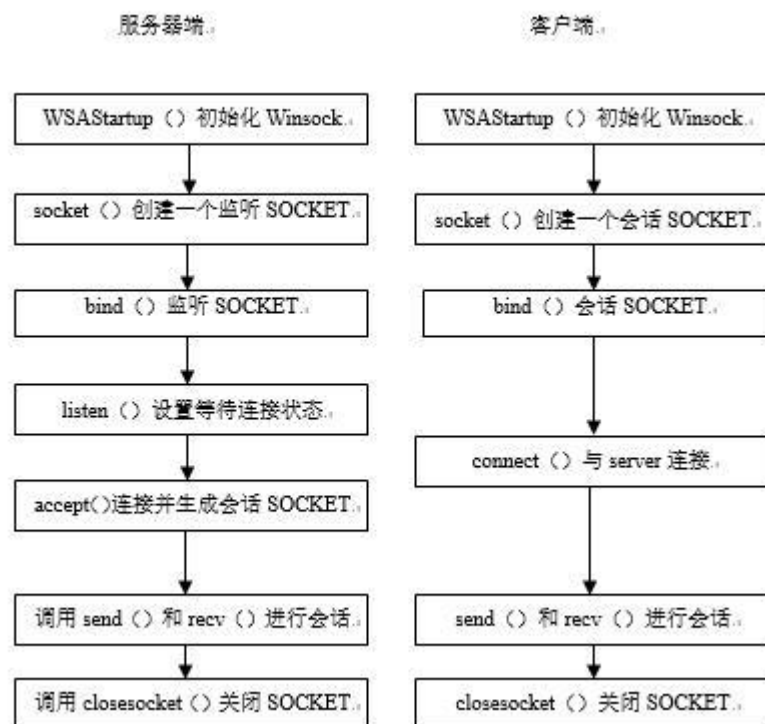 服务器端.
客户端.
WSAStartup（）初始化 Winsock.
WSAStartup（）初始化 Winsock.
socket（）创建一个监听 SOCKET.
socket（）创建一个会话 SOCKET.
bind（）监听 SOCKET.
bind（）会话 SOCKET.
listen（）设置等待连接状态.
connect（）与 server 连接.
accept()连接并生成会话 SOCKET.
调用 send（）和 recv（）进行会话.
send（）和 recv（）进行会话.
调用 closesocket（）关闭 SOCKET.
closesocket（）关闭 SOCKET.